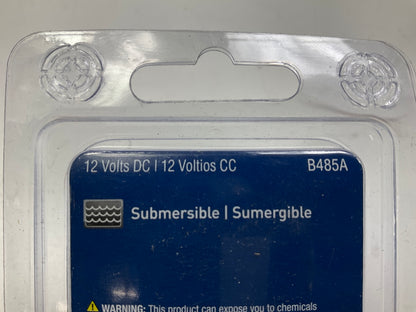 12 Volts DC | 12 Voltios CC B485A
Submersible | Sumergible
WARNING: This product can expose you to chemicals